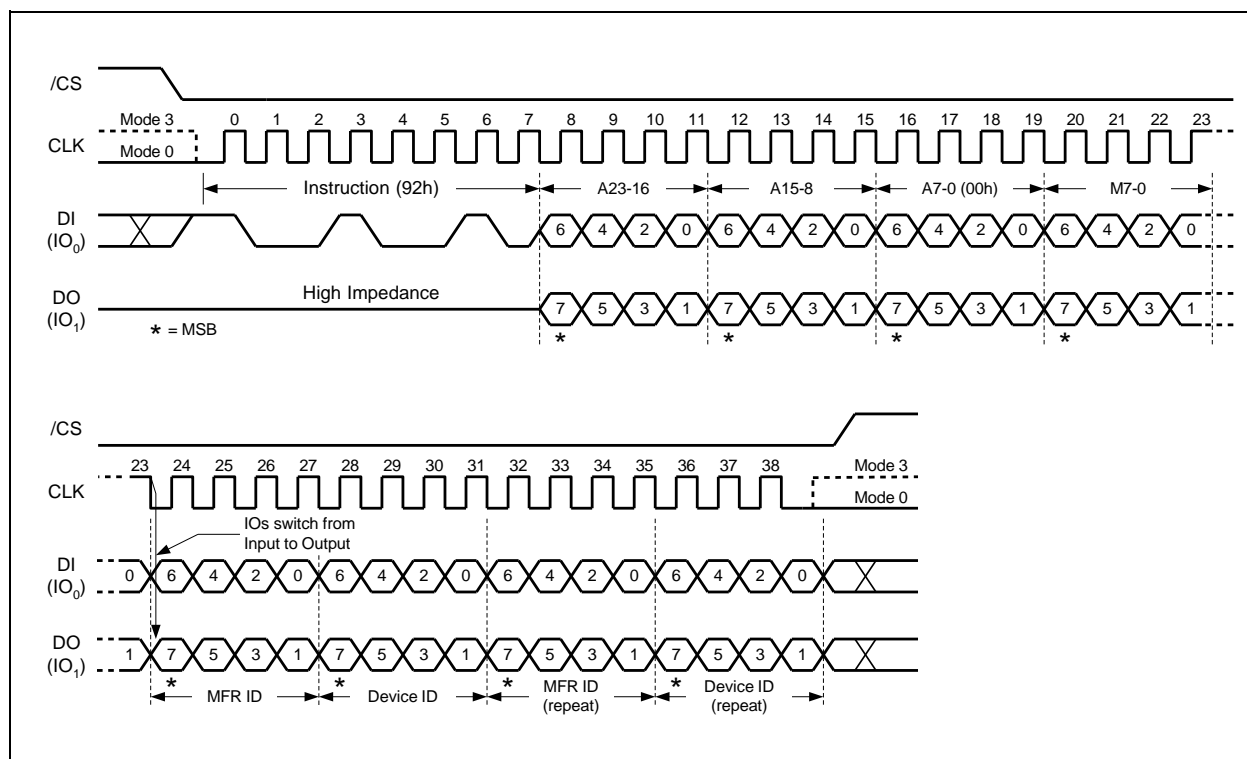 /CS
Mode 3 0 1 2 3 4 5 6 7 8 9 10 11 12 13 14 15 16 17 18 19 20 21 22 23
CLK
Mode 0
Instruction (92h) A23-16 A15-8 A7-0 (00h) M7-0
DI
(IO0) 6 4 2 0 6 4 2 0 6 4 2 0 6 4 2 0
High Impedance
DO
(IO1) 7 5 3 1 7 5 3 1 7 5 3 1 7 5 3 1
* = MSB * * * *
/CS
23 24 25 26 27 28 29 30 31 32 33 34 35 36 37 38 Mode 3
CLK
Mode 0
IOs switch from
Input to Output
DI
(IO0) 0 6 4 2 0 6 4 2 0 6 4 2 0 6 4 2 0
DO
(IO1) 1 7 5 3 1 7 5 3 1 7 5 3 1 7 5 3 1
* * * *
MFR ID Device ID MFR ID
(repeat) Device ID
(repeat)